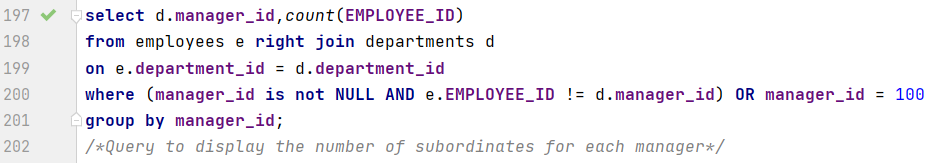 197 select d.manager_id,count(EMPLOYEE_ID)
198 from employees e right join departments d
199 on e.department_id = d.department_id
200 where (manager_id is not NULL AND e.EMPLOYEE_ID != d.manager_id) OR manager_id = 100
201 group by manager_id;
202 /*Query to display the number of subordinates for each manager*/